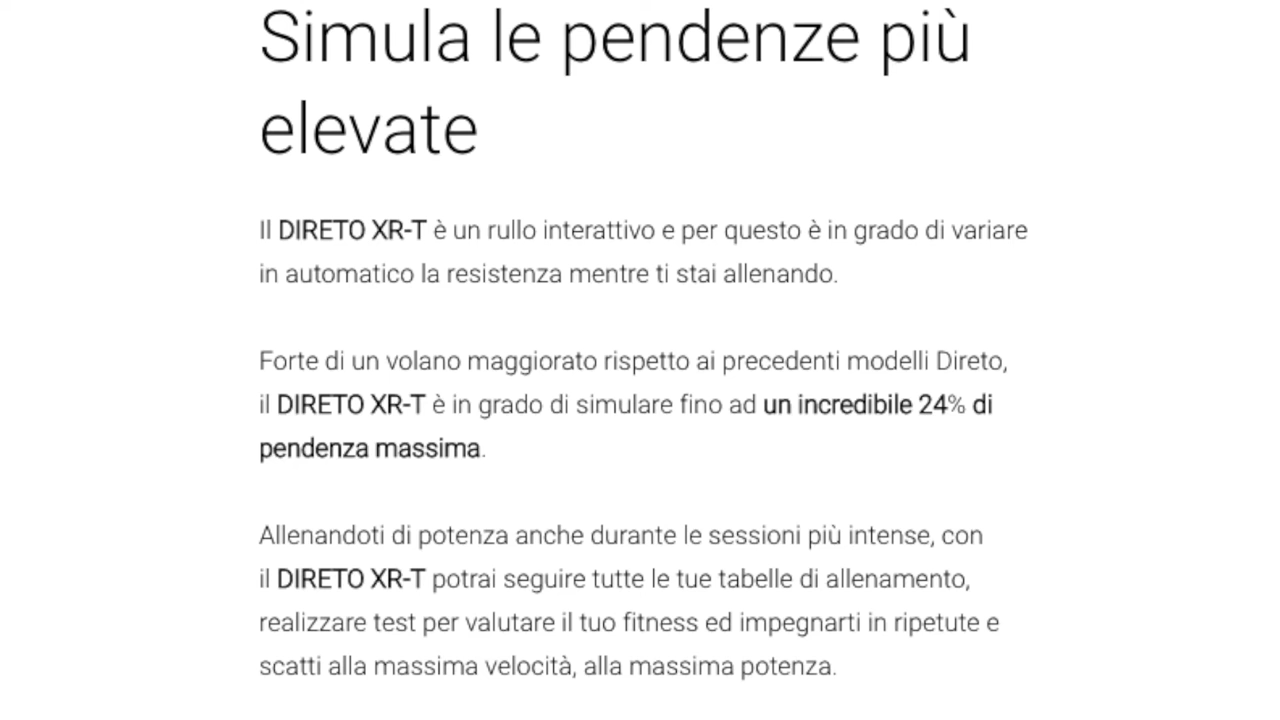 Simula le pendenze più
elevate
Il DIRETO XR-T è un rullo interattivo e per questo è in grado di variare
in automatico la resistenza mentre ti stai allenando.
Forte di un volano maggiorato rispetto ai precedenti modelli Direto,
il DIRETO XR-T è in grado di simulare fino ad un incredibile 24% di
pendenza massima.
Allenandoti di potenza anche durante le sessioni più intense, con
il DIRETO XR-T potrai seguire tutte le tue tabelle di allenamento,
realizzare test per valutare il tuo fitness ed impegnarti in ripetute e
scatti alla massima velocità, alla massima potenza.